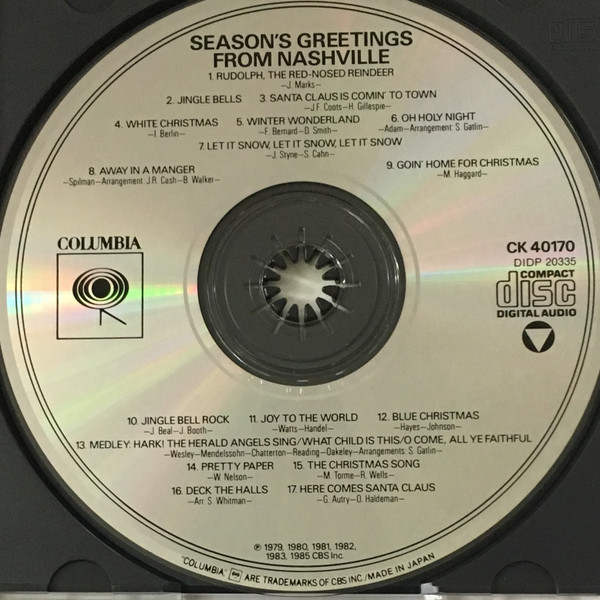 SEASON'S GREETINGS
FROM NASHVILLE
1. RUDOLPH, THE RED-NOSED REINDEER
—J. Marks—
2. JINGLE BELLS 3. SANTA CLAUS IS COMIN' TO TOWN
—J.F. Coots—H. Gillespie—
4. WHITE CHRISTMAS 5. WINTER WONDERLAND 6. OH HOLY NIGHT
—I. Berlin— —F. Bernard—D. Smith— —Adam—Arrangement: S. Gatlin—
7. LET IT SNOW, LET IT SNOW, LET IT SNOW
—J. Styne—S. Cahn—
8. AWAY IN A MANGER 9. GOIN' HOME FOR CHRISTMAS
—Spilman—Arrangement: J.R. Cash—B. Walker— —M. Haggard—
COLUMBIA
CK 40170
DIDP 20335
COMPACT
disc
DIGITAL AUDIO
10. JINGLE BELL ROCK 11. JOY TO THE WORLD 12. BLUE CHRISTMAS
—J. Beal—J. Booth— —Watts—Handel— —Hayes—Johnson—
13. MEDLEY: HARK! THE HERALD ANGELS SING/WHAT CHILD IS THIS/O COME, ALL YE FAITHFUL
—Wesley—Mendelssohn—Chatterton—Reading—Oakeley—Arrangements: S. Gatlin—
14. PRETTY PAPER 15. THE CHRISTMAS SONG
—W. Nelson— —M. Torme—R. Wells—
16. DECK THE HALLS 17. HERE COMES SANTA CLAUS
—Arr. S. Whitman— —G. Autry—O. Haldeman—
℗ 1979, 1980, 1981, 1982,
1983, 1985 CBS Inc.
"COLUMBIA" ARE TRADEMARKS OF CBS INC./MADE IN JAPAN